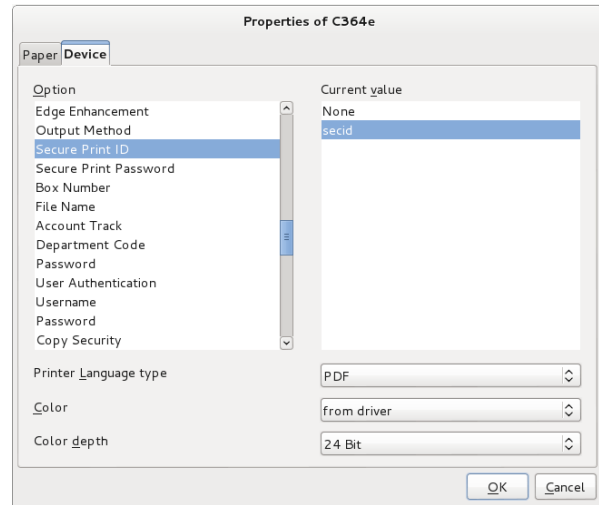 Properties of C364e
Paper Device
Option
Edge Enhancement
Output Method
Secure Print ID
Secure Print Password
Box Number
File Name
Account Track
Department Code
Password
User Authentication
Username
Password
Copy Security
Current value
None
secid
Printer Language type
PDF
Color
from driver
Color depth
24 Bit
OK Cancel